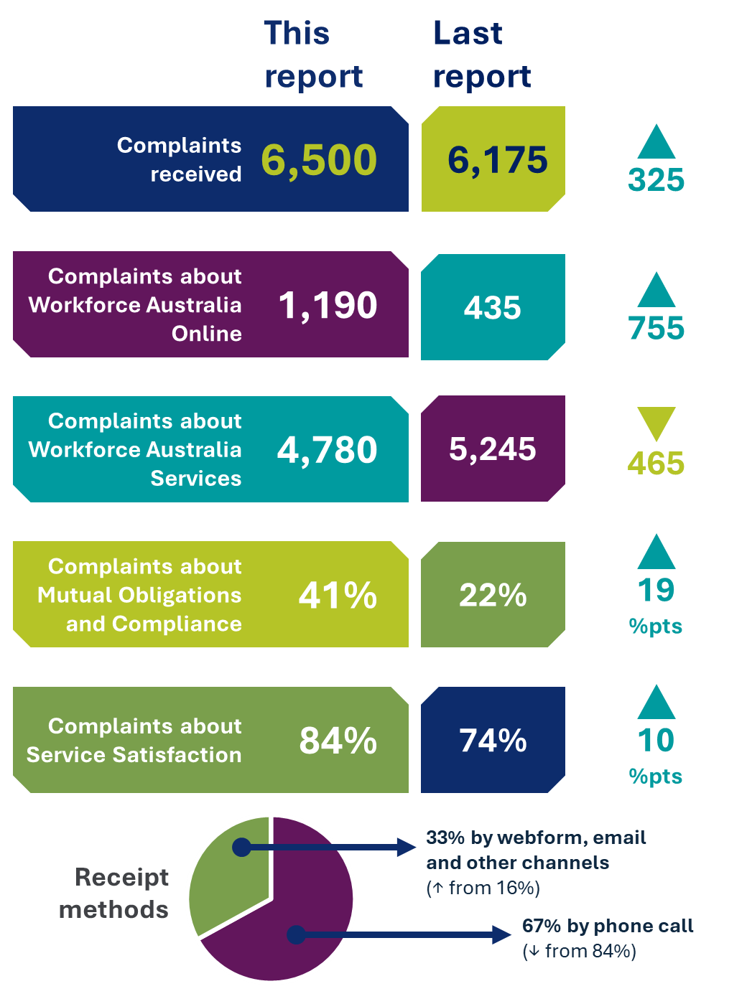 This
report
Last
report
Complaints
received
6,500
6,175
325
Complaints about
Workforce Australia
Online
1,190
435
755
Complaints about
Workforce Australia
Services
4,780
5,245
465
Complaints about
Mutual Obligations
and Compliance
41%
22%
19
%pts
Complaints about
Service Satisfaction
84%
74%
10
%pts
Receipt
methods
33% by webform, email
and other channels
(↑ from 16%)
67% by phone call
(↓ from 84%)